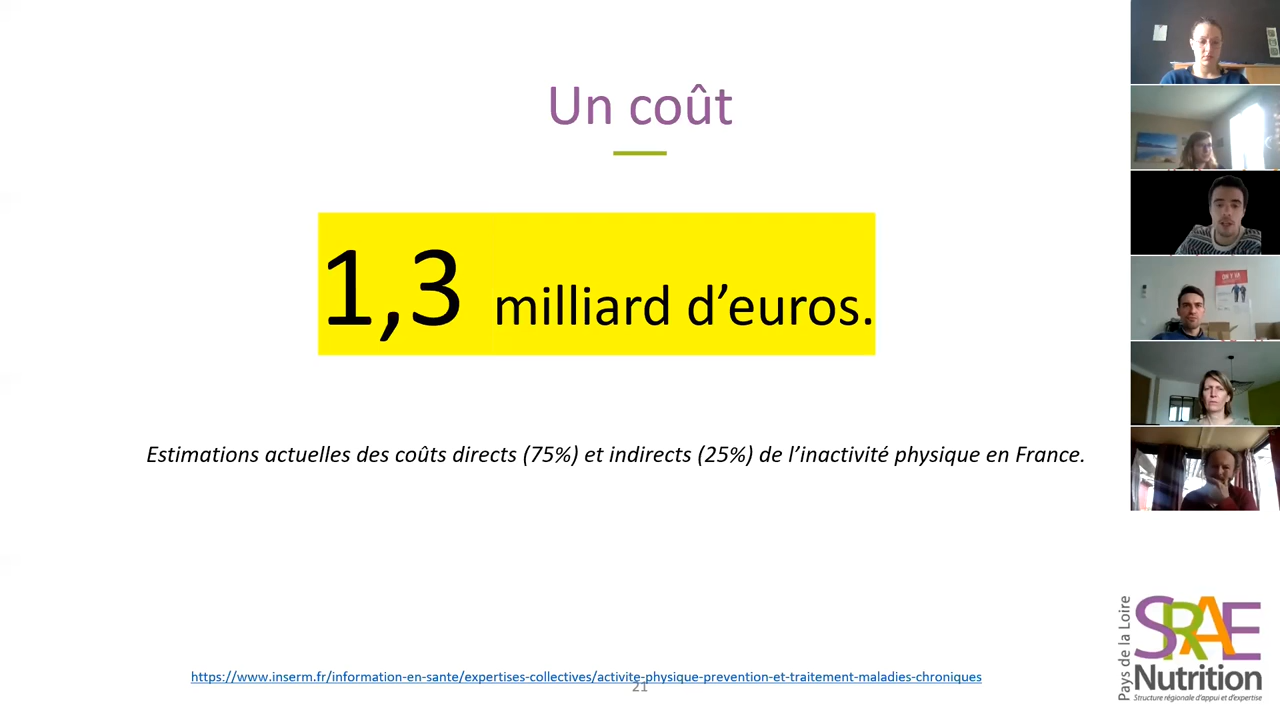 Un coût
1,3 milliard d’euros.
Estimations actuelles des coûts directs (75%) et indirects (25%) de l’inactivité physique en France.
https://www.inserm.fr/information-en-sante/expertises-collectives/activite-physique-prevention-et-traitement-maladies-chroniques
21
Pays de la Loire
SRAE
Nutrition
Structure régionale d'appui et d'expertise
ON Y VA